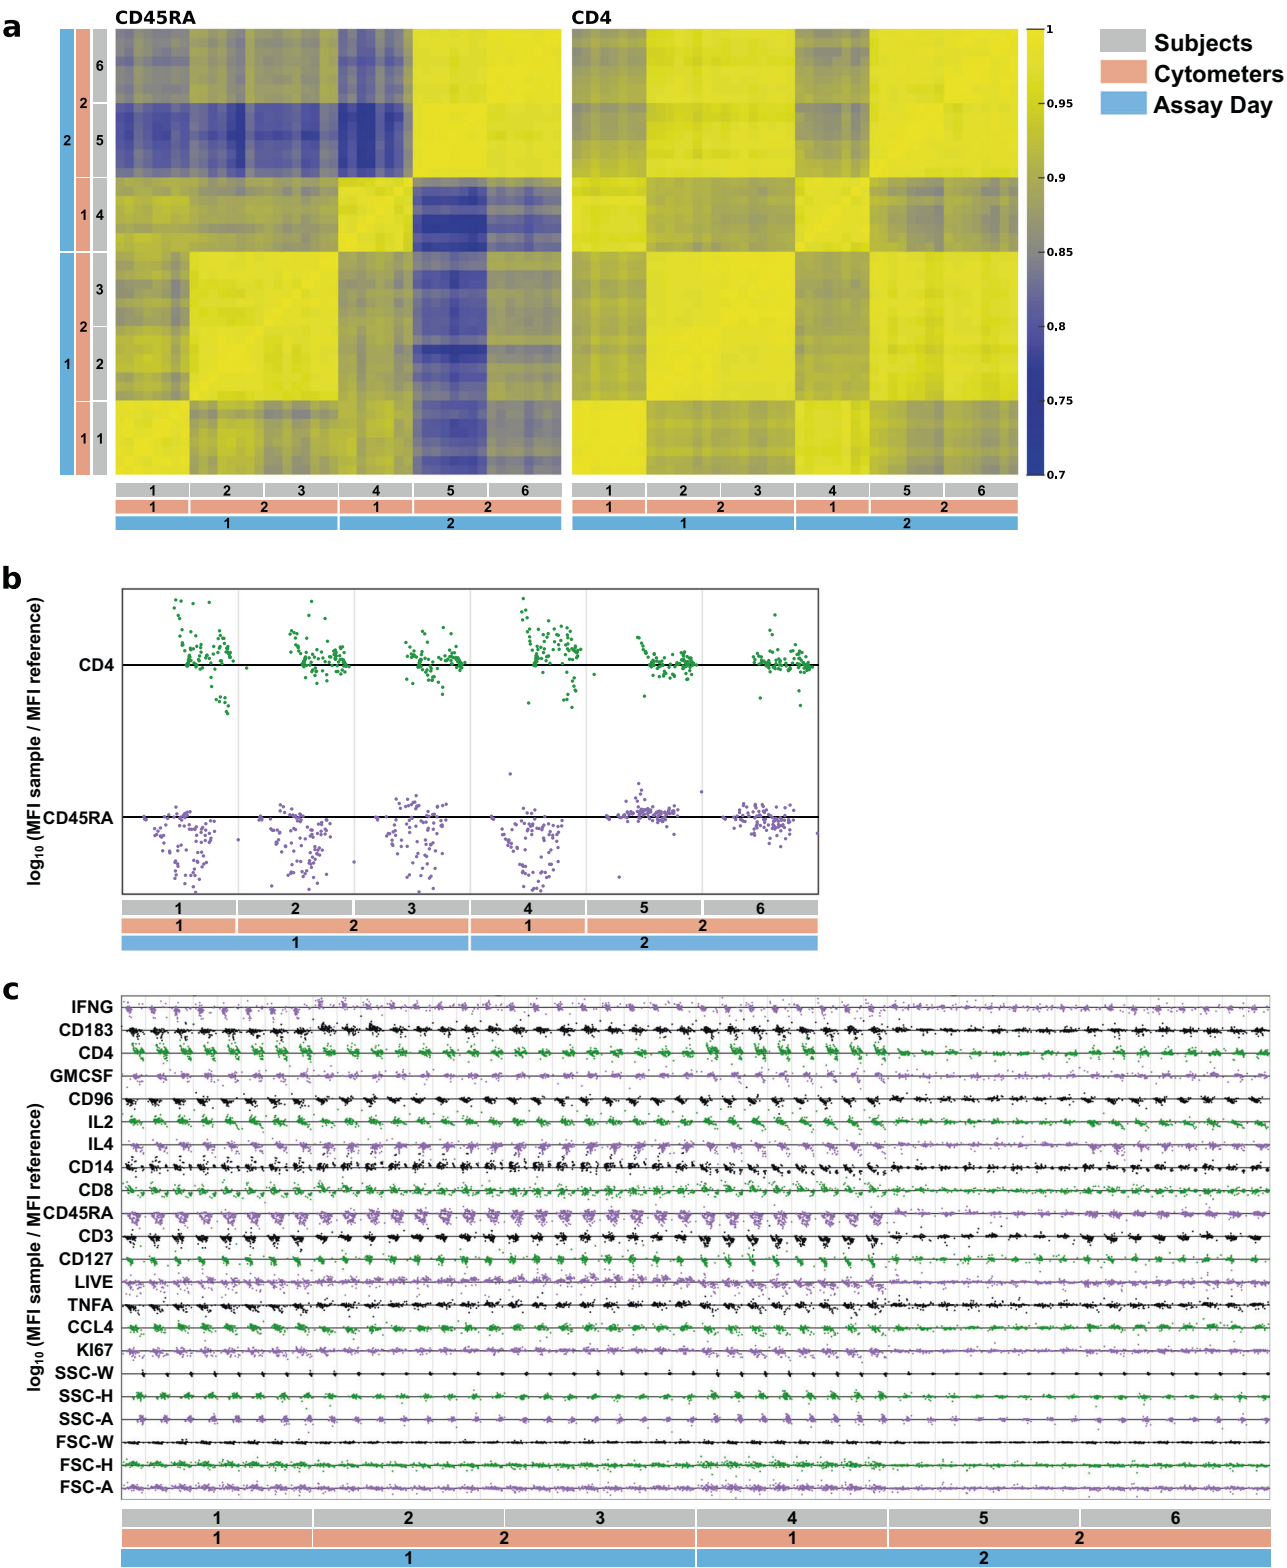 a
CD45RA
CD4
Subjects
Cytometers
Assay Day
1
0.95
0.9
0.85
0.8
0.75
0.7
2
1
2
1
2
1
6
5
4
3
2
1
1 2 3 4 5 6
1 2 1 2
1 2
1 2 3 4 5 6
1 2 1 2
1 2
b
log10 (MFI sample / MFI reference)
CD4
CD45RA
1 2 3 4 5 6
1 2 1 2
1 2
c
log10 (MFI sample / MFI reference)
IFNG
CD183
CD4
GMCSF
CD96
IL2
IL4
CD14
CD8
CD45RA
CD3
CD127
LIVE
TNFA
CCL4
KI67
SSC-W
SSC-H
SSC-A
FSC-W
FSC-H
FSC-A
1 2 3 4 5 6
1 2 1 2
1 2